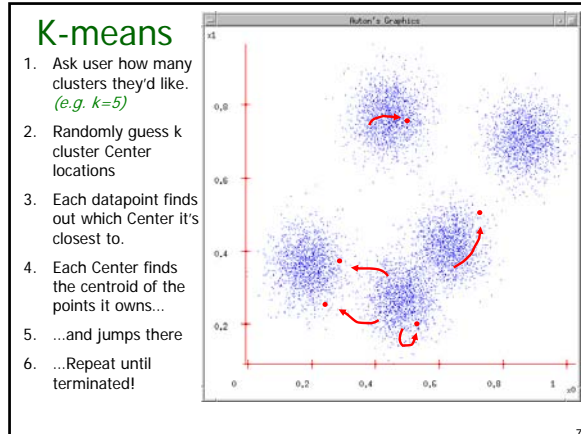 K-means
1. Ask user how many
clusters they'd like.
(e.g. k=5)
2. Randomly guess k
cluster Center
locations
3. Each datapoint finds
out which Center it's
closest to.
4. Each Center finds
the centroid of the
points it owns...
5. ...and jumps there
6. ...Repeat until
terminated!
Auton's Graphics
x1
0.8
0.6
0.4
0.2
0 0.2 0.4 0.6 0.8 1 x0
7